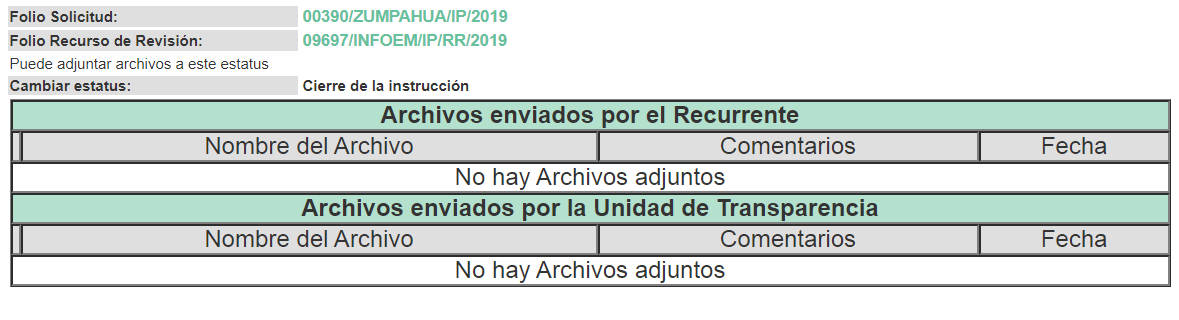 Folio Solicitud: 00390/ZUMPAHUA/IP/2019
Folio Recurso de Revisión: 09697/INFOEM/IP/RR/2019
Puede adjuntar archivos a este estatus
Cambiar estatus: Cierre de la instrucción
Archivos enviados por el Recurrente
Nombre del Archivo Comentarios Fecha
No hay Archivos adjuntos
Archivos enviados por la Unidad de Transparencia
Nombre del Archivo Comentarios Fecha
No hay Archivos adjuntos